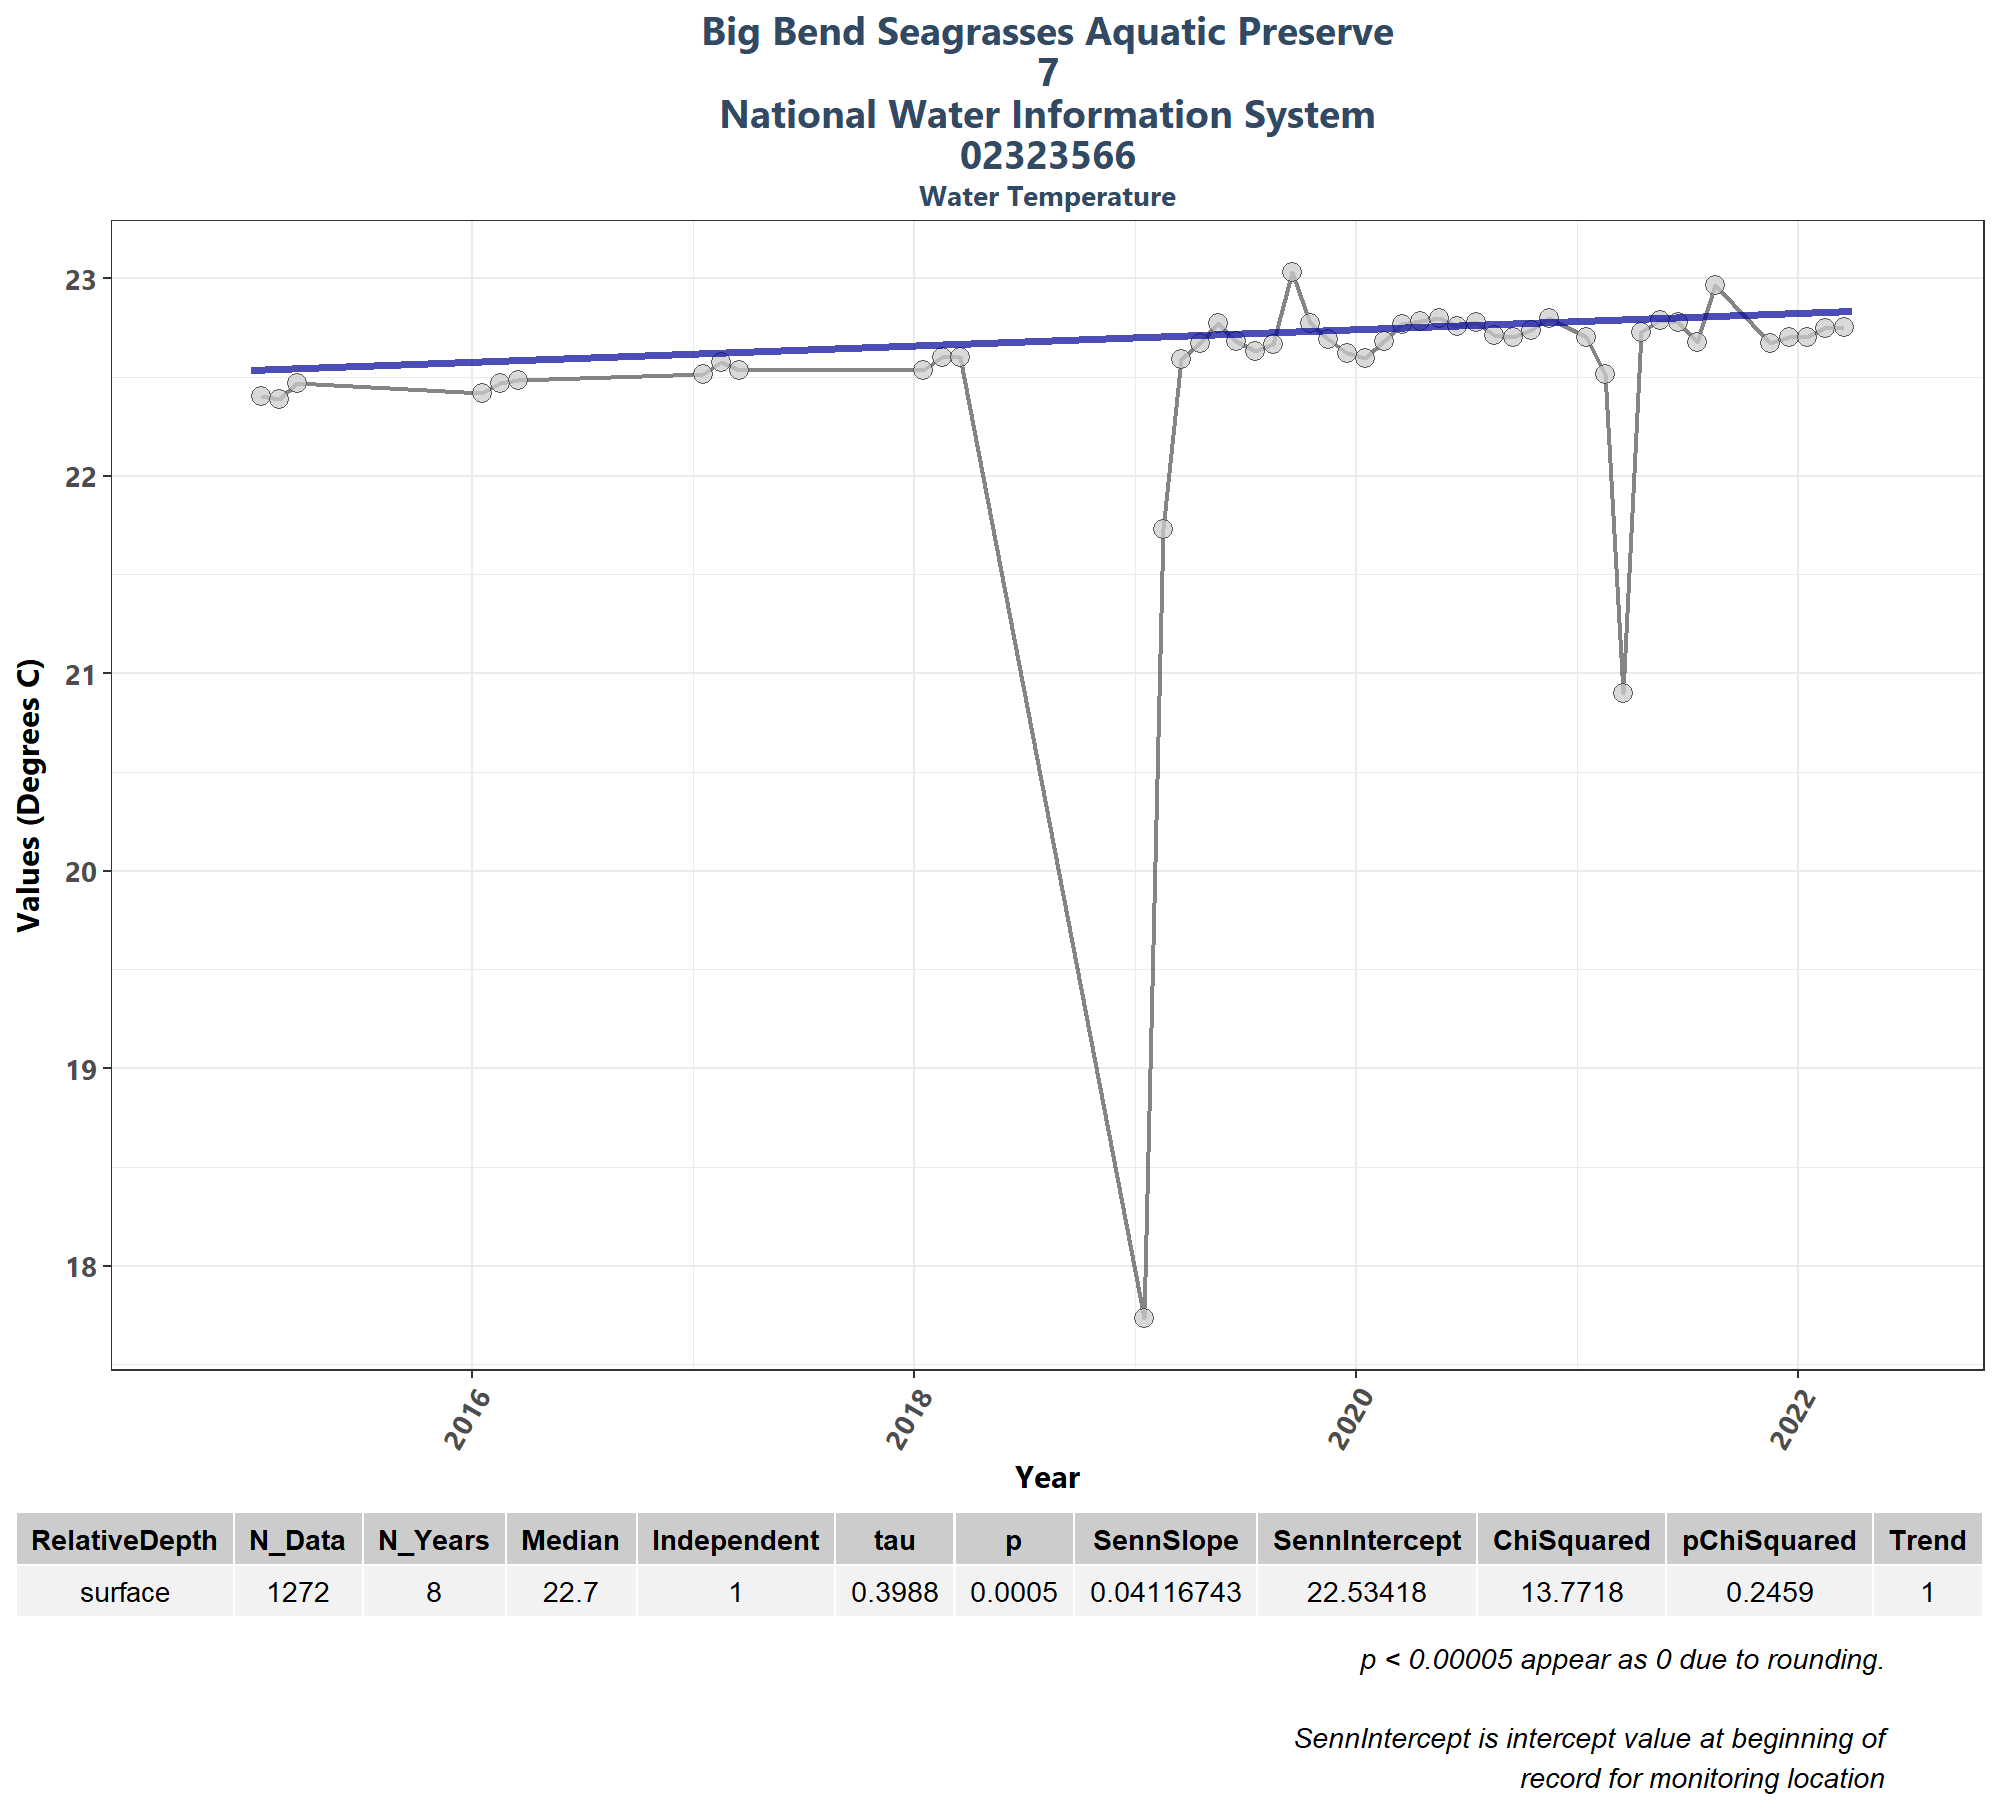 Big Bend Seagrasses Aquatic Preserve
7
National Water Information System
02323566
Water Temperature
Values (Degrees C)
23
22
21
20
19
18
2016
2018
2020
2022
Year
RelativeDepth N_Data N_Years Median Independent tau p SennSlope SennIntercept ChiSquared pChiSquared Trend
surface 1272 8 22.7 1 0.3988 0.0005 0.04116743 22.53418 13.7718 0.2459 1
p < 0.00005 appear as 0 due to rounding.
SennIntercept is intercept value at beginning of
record for monitoring location